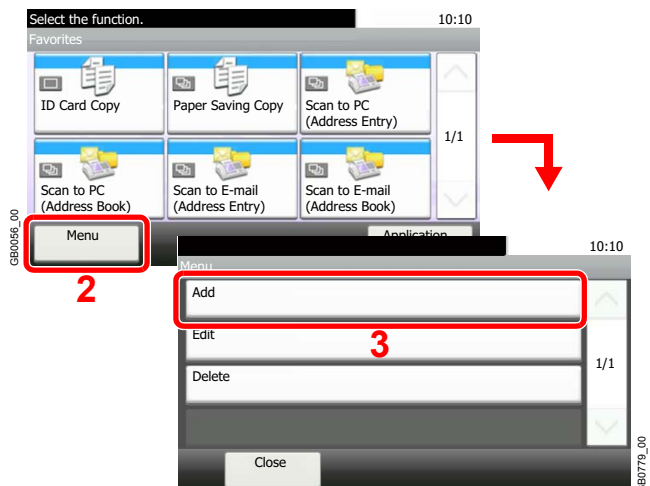 Select the function.
10:10
Favorites
ID Card Copy
Paper Saving Copy
Scan to PC
(Address Entry)
1/1
Scan to PC
(Address Book)
Scan to E-mail
(Address Entry)
Scan to E-mail
(Address Book)
GB0056_00
Menu
Application
2
10:10
Menu
Add
Edit
3
1/1
Delete
Close
GB0779_00